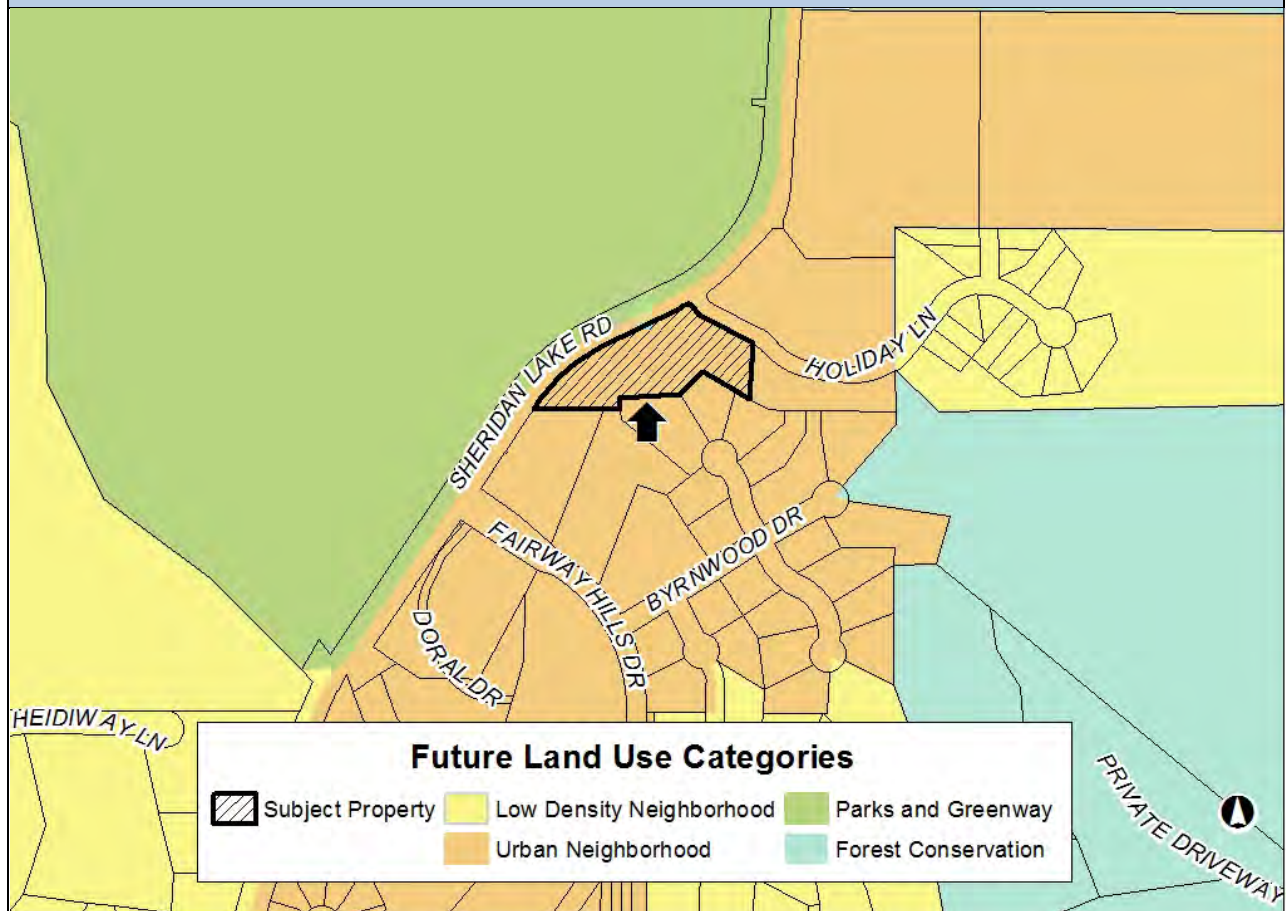 SHERIDAN LAKE RD
HOLIDAY LN
FAIRWAY HILLS DR
BYRNWOOD DR
DORAL DR
HEIDIWAY LN
PRIVATE DRIVEWAY
Future Land Use Categories
Subject Property
Low Density Neighborhood
Parks and Greenway
Urban Neighborhood
Forest Conservation